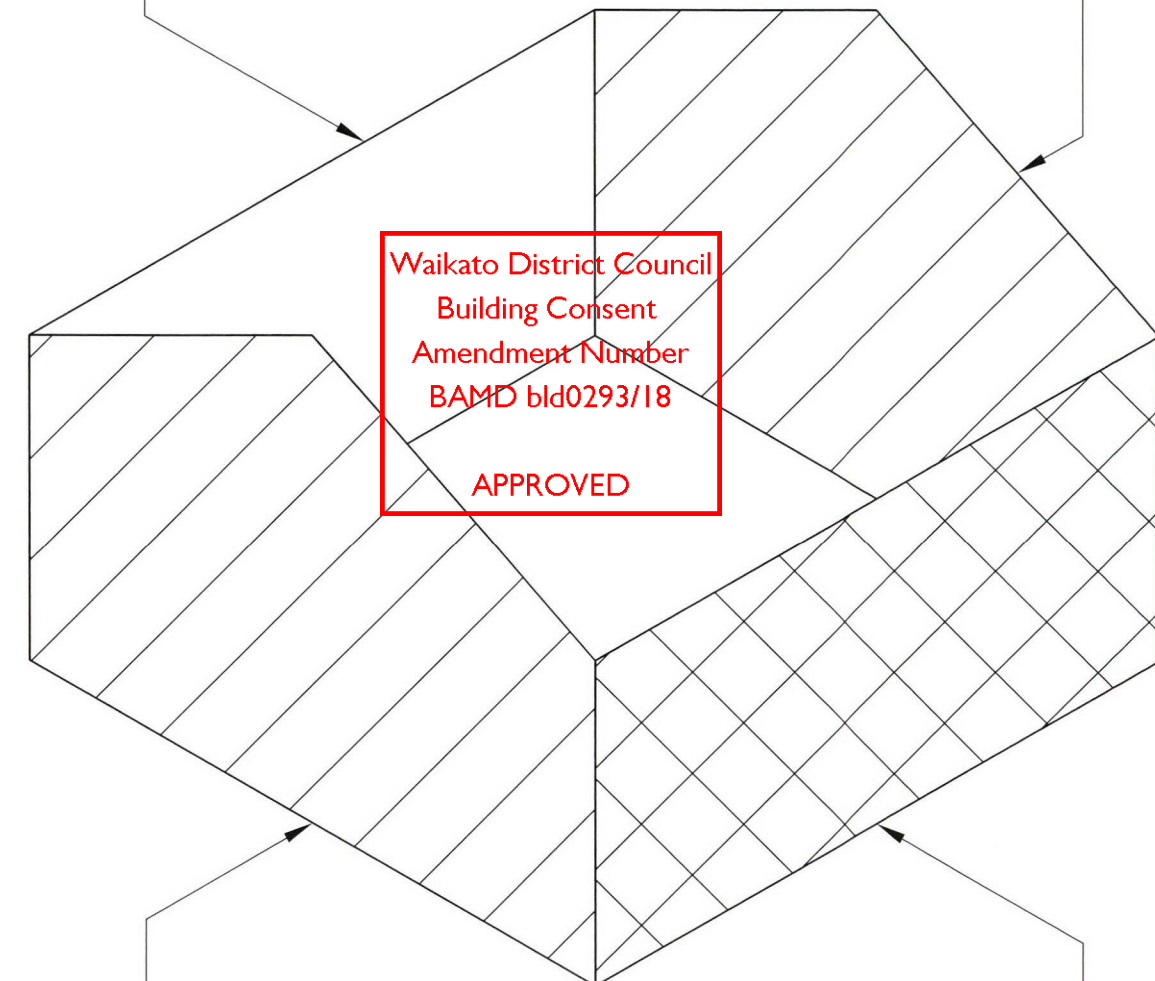 Waikato District Council
Building Consent
Amendment Number
BAMD bld0293/18
APPROVED